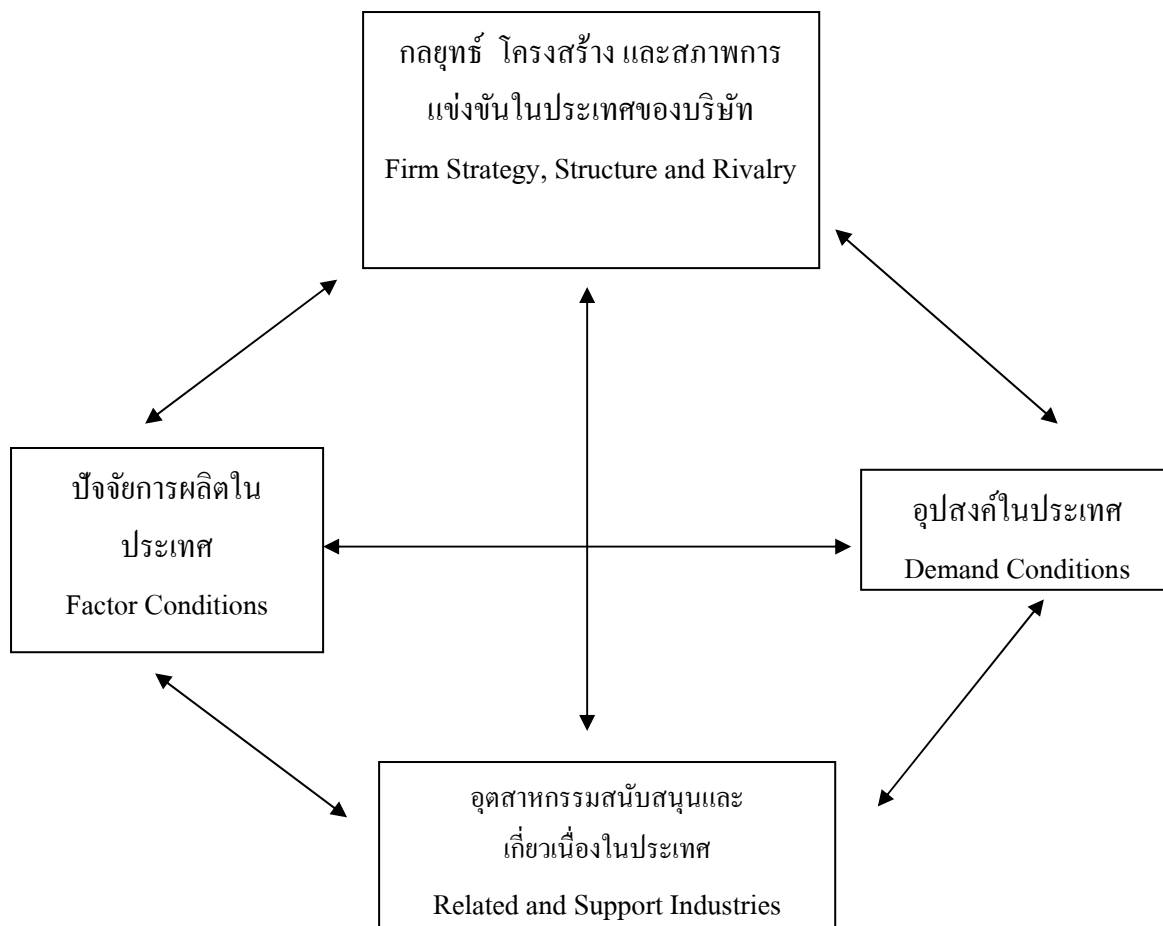 กลยุทธ์ โครงสร้าง และสภาพการ
แข่งขันในประเทศของบริษัท
Firm Strategy, Structure and Rivalry
ปัจจัยการผลิตใน
ประเทศ
Factor Conditions
อุปสงค์ในประเทศ
Demand Conditions
อุตสาหกรรมสนับสนุนและ
เกี่ยวเนื่องในประเทศ
Related and Support Industries